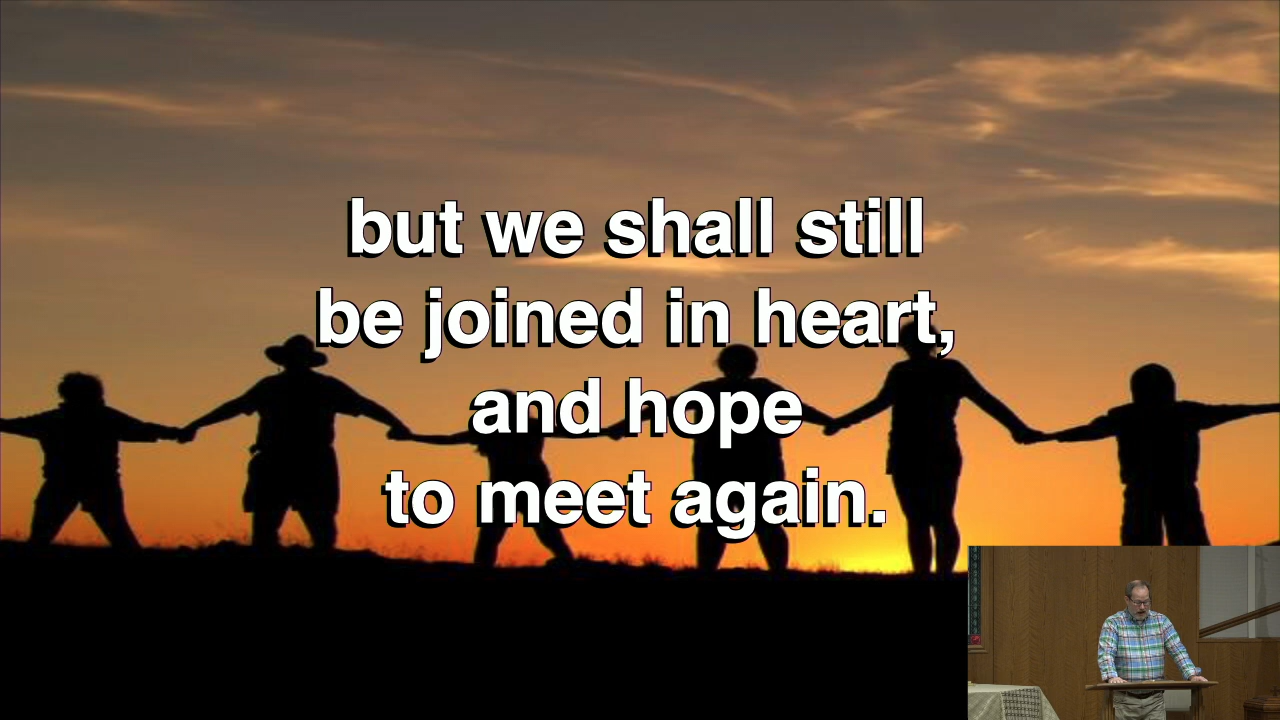 but we shall still
be joined in heart,
and hope
to meet again.